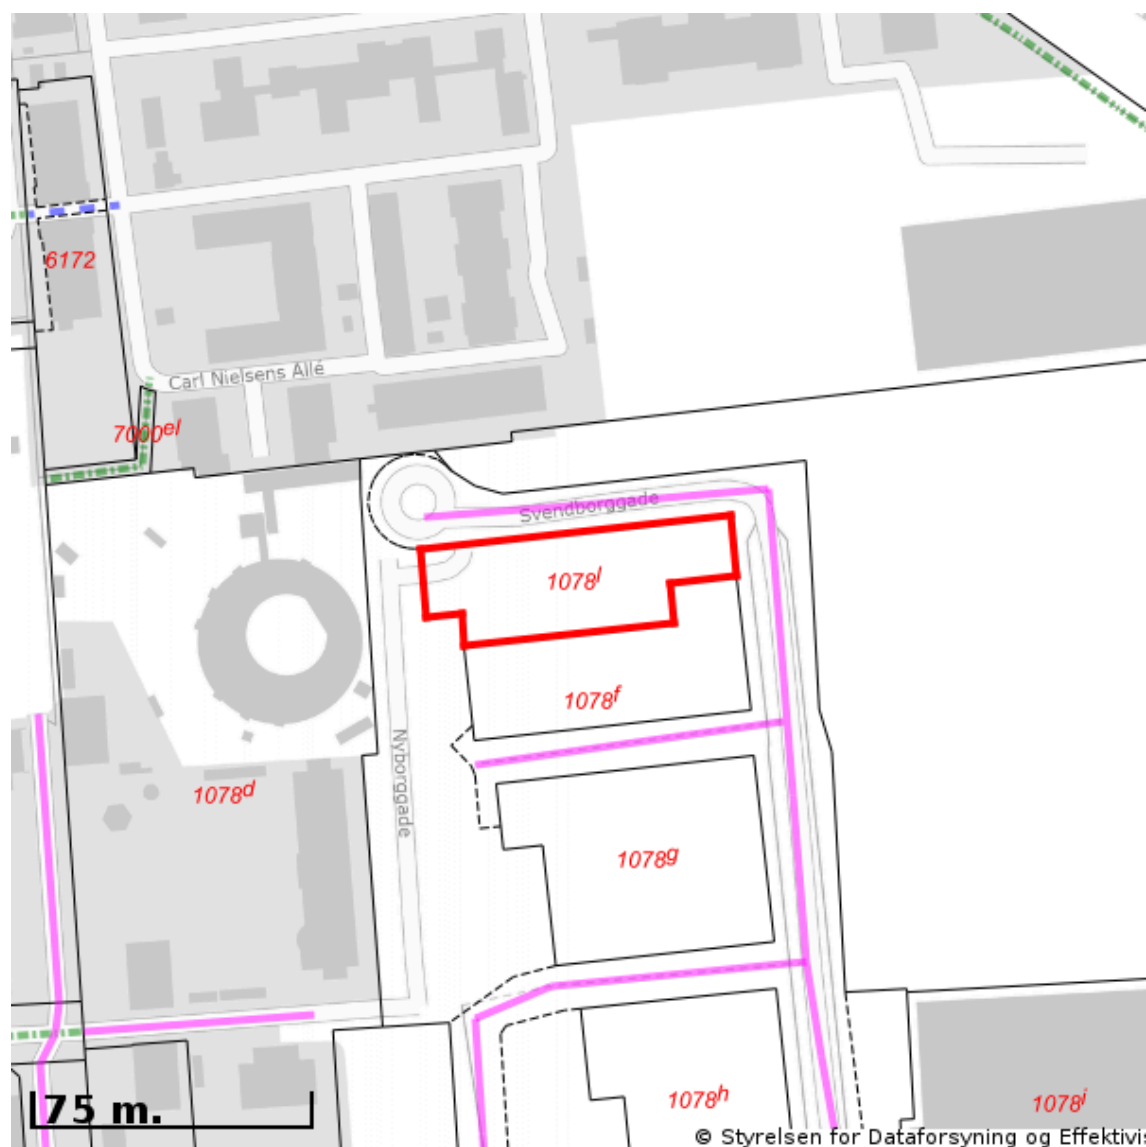 6172
Carl Nielsens Allé
7000el
Svendborggade
1078l
1078f
Nyborggade
1078d
1078g
1078h
1078i
75 m.
© Styrelsen for Dataforsyning og Effektivi